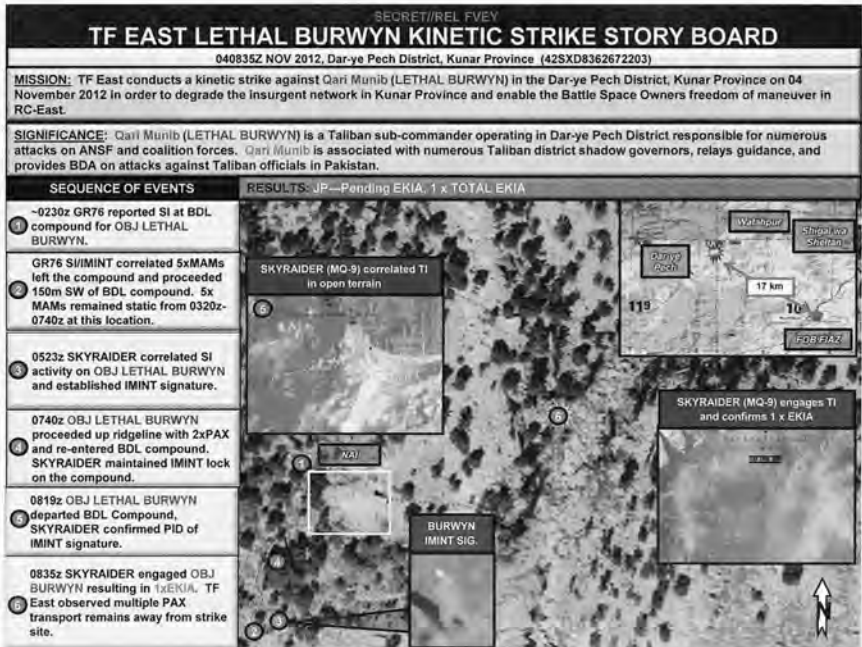 SECRET//REL FVEY
TF EAST LETHAL BURWYN KINETIC STRIKE STORY BOARD
040835Z NOV 2012, Dar-ye Pech District, Kunar Province (42SXD8362672203)
MISSION: TF East conducts a kinetic strike against Qari Munib (LETHAL BURWYN) in the Dar-ye Pech District, Kunar Province on 04
November 2012 in order to degrade the insurgent network in Kunar Province and enable the Battle Space Owners freedom of maneuver in
RC-East.
SIGNIFICANCE: Qari Munib (LETHAL BURWYN) is a Taliban sub-commander operating in Dar-ye Pech District responsible for numerous
attacks on ANSF and coalition forces. Qari Munib is associated with numerous Taliban district shadow governors, relays guidance, and
provides BDA on attacks against Taliban officials in Pakistan.
SEQUENCE OF EVENTS
RESULTS: JP—Pending EKIA, 1 x TOTAL EKIA
1
~0230z GR76 reported SI at BDL
compound for OBJ LETHAL
BURWYN.
2
GR76 SI/IMINT correlated 5xMAMs
left the compound and proceeded
150m SW of BDL compound. 5x
MAMs remained static from 0320z-
0740z at this location.
3
0523z SKYRAIDER correlated SI
activity on OBJ LETHAL BURWYN
and established IMINT signature.
4
0740z OBJ LETHAL BURWYN
proceeded up ridgeline with 2xPAX
and re-entered BDL compound.
SKYRAIDER maintained IMINT lock
on the compound.
5
0819z OBJ LETHAL BURWYN
departed BDL Compound,
SKYRAIDER confirmed PID of
IMINT signature.
6
0835z SKYRAIDER engaged OBJ
BURWYN resulting in 1xEKIA. TF
East observed multiple PAX
transport remains away from strike
site.
SKYRAIDER (MQ-9) correlated TI
in open terrain
Watahpur
Shigal wa
Sheltan
Dar-ye
Pech
17 km
FOB FIAZ
SKYRAIDER (MQ-9) engages TI
and confirms 1 x EKIA
NAI
1
BURWYN
IMINT SIG.
4
3
2
N